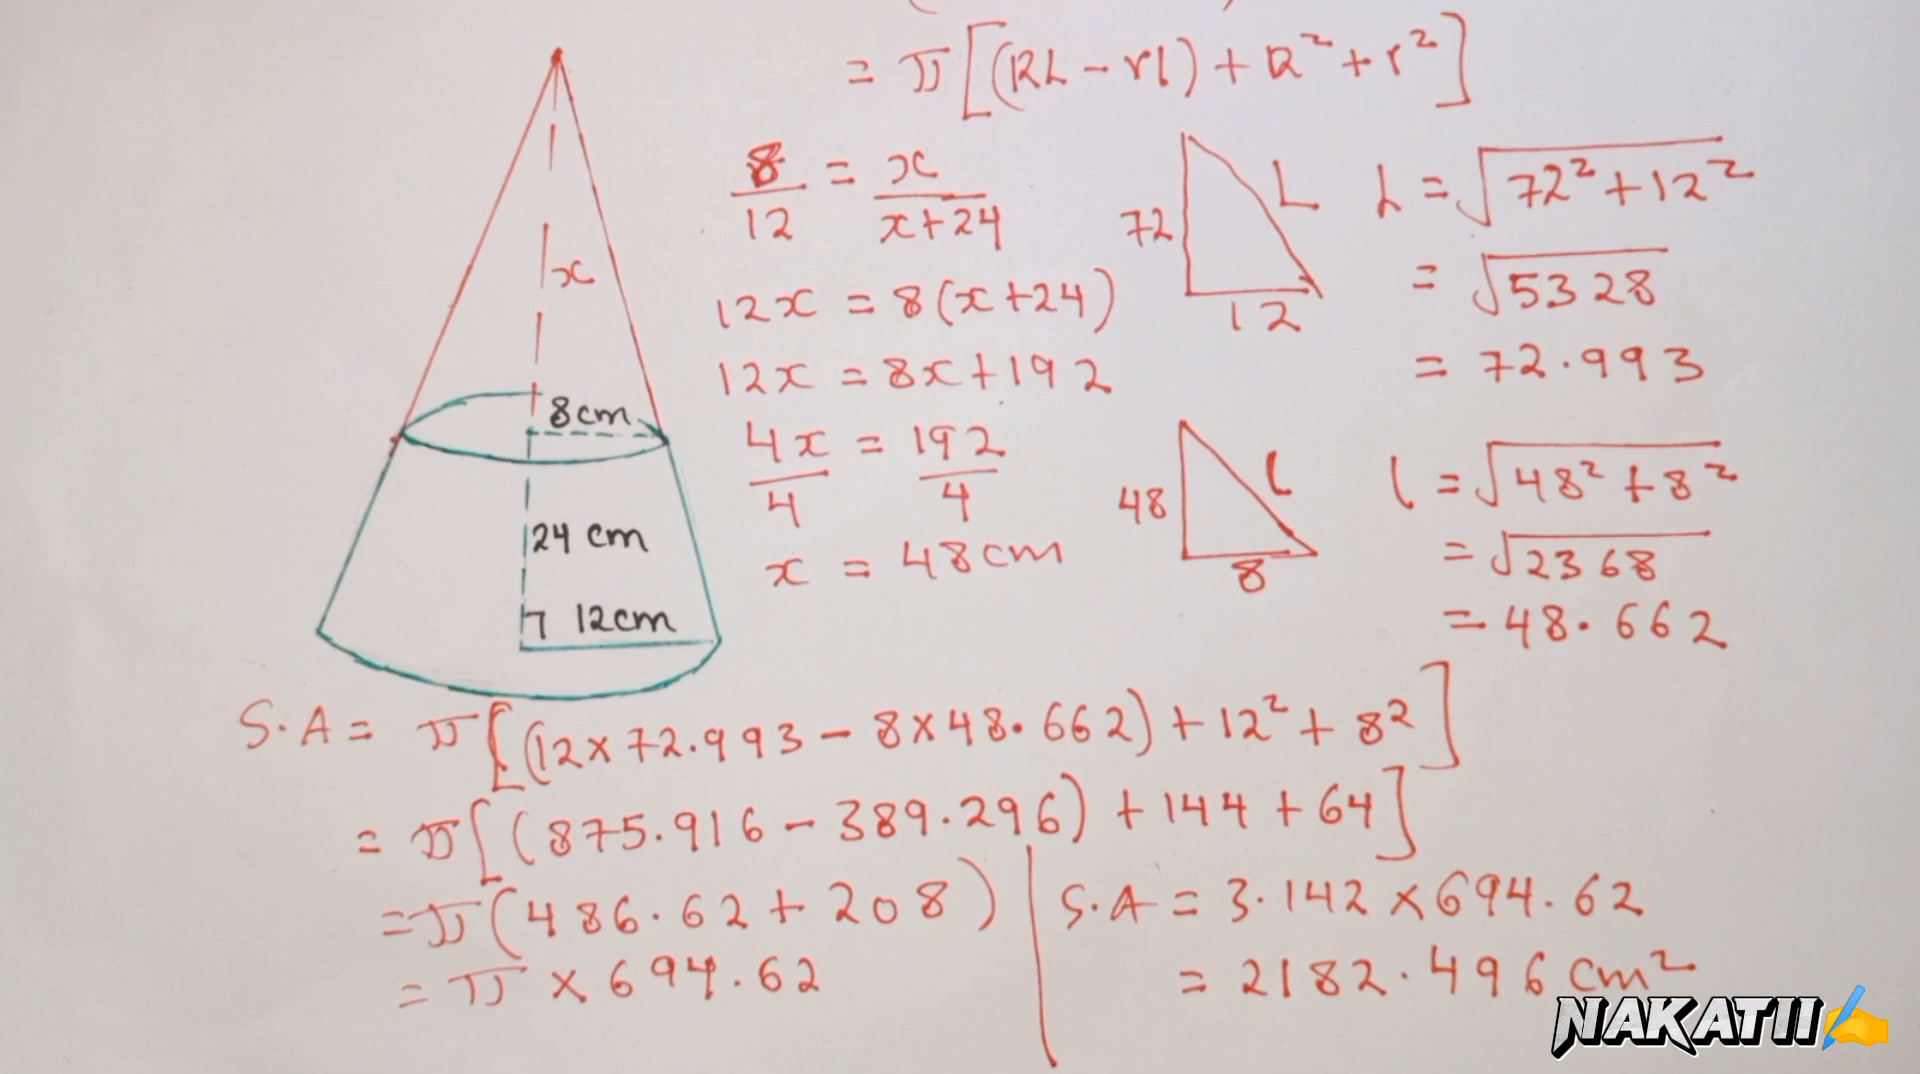 = π[(RL - rl) + R² + r²]
x
8cm
24 cm
12cm
8/12 = x/x+24
12x = 8(x+24)
12x = 8x+192
4x/4 = 192/4
x = 48cm
72
L
12
L = √72²+12²
= √5328
= 72.993
48
l
8
l = √48²+8²
= √2368
= 48.662
S.A = π[(12×72.993 - 8×48.662) + 12² + 8²]
= π[(875.916 - 389.296) + 144 + 64]
= π(486.62 + 208)
= π × 694.62
S.A = 3.142 × 694.62
= 2182.496 cm²
NAKATII